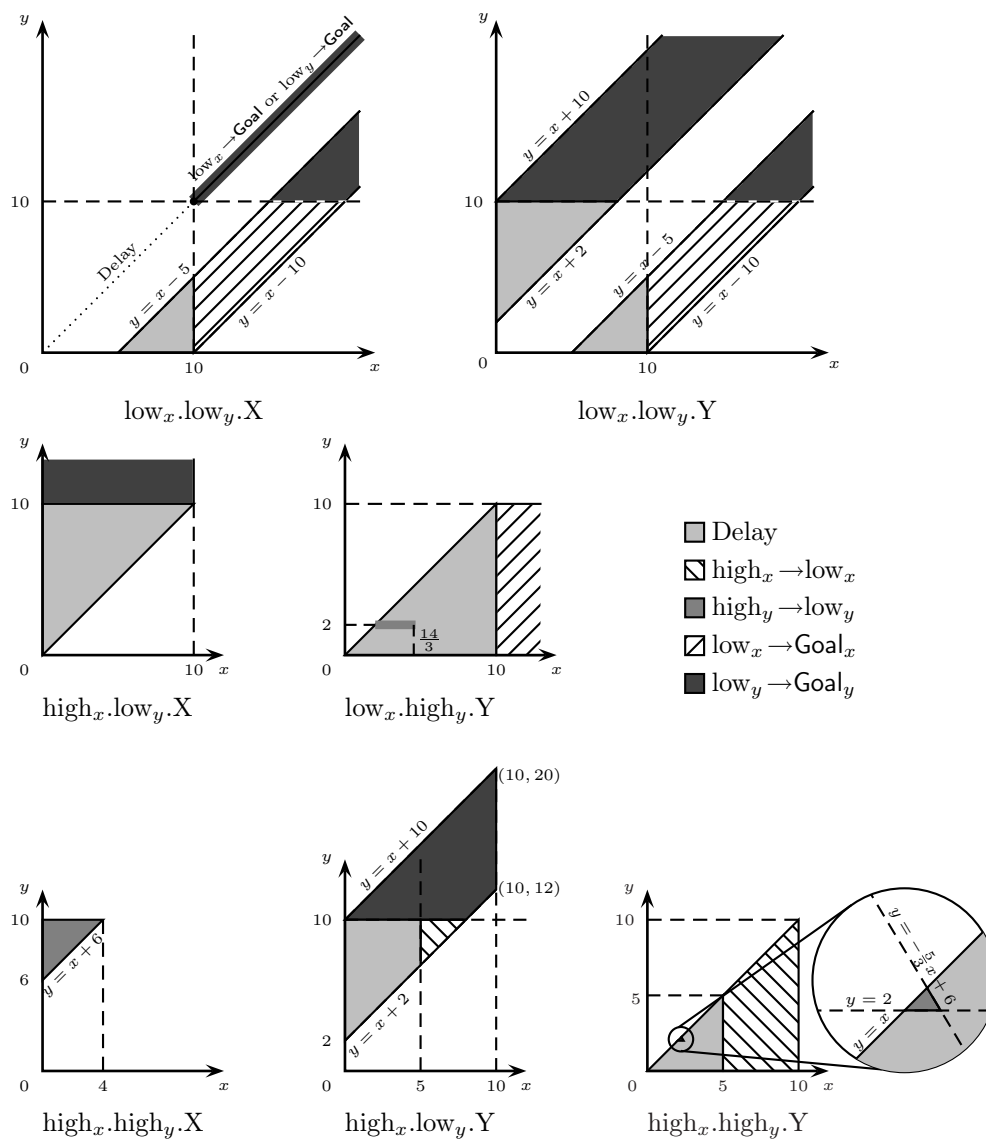 y
y
low_x→Goal or low_y→Goal
y = x + 10
10
10
Delay
y = x − 5
y = x − 10
y = x + 2
y = x − 5
y = x − 10
0
10
x
0
10
x
low_x.low_y.X
low_x.low_y.Y
y
y
10
10
2
14/3
0
10
x
0
10
x
high_x.low_y.X
low_x.high_y.Y
Delay
high_x→low_x
high_y→low_y
low_x→Goal_x
low_y→Goal_y
y
10
6
y = x + 6
0
4
x
high_x.high_y.X
y
y = x + 10
(10, 20)
(10, 12)
10
2
y = x + 2
0
5
10
x
high_x.low_y.Y
y
10
5
0
5
10
x
y = −5/3 x + 6
y = 2
y = x
high_x.high_y.Y